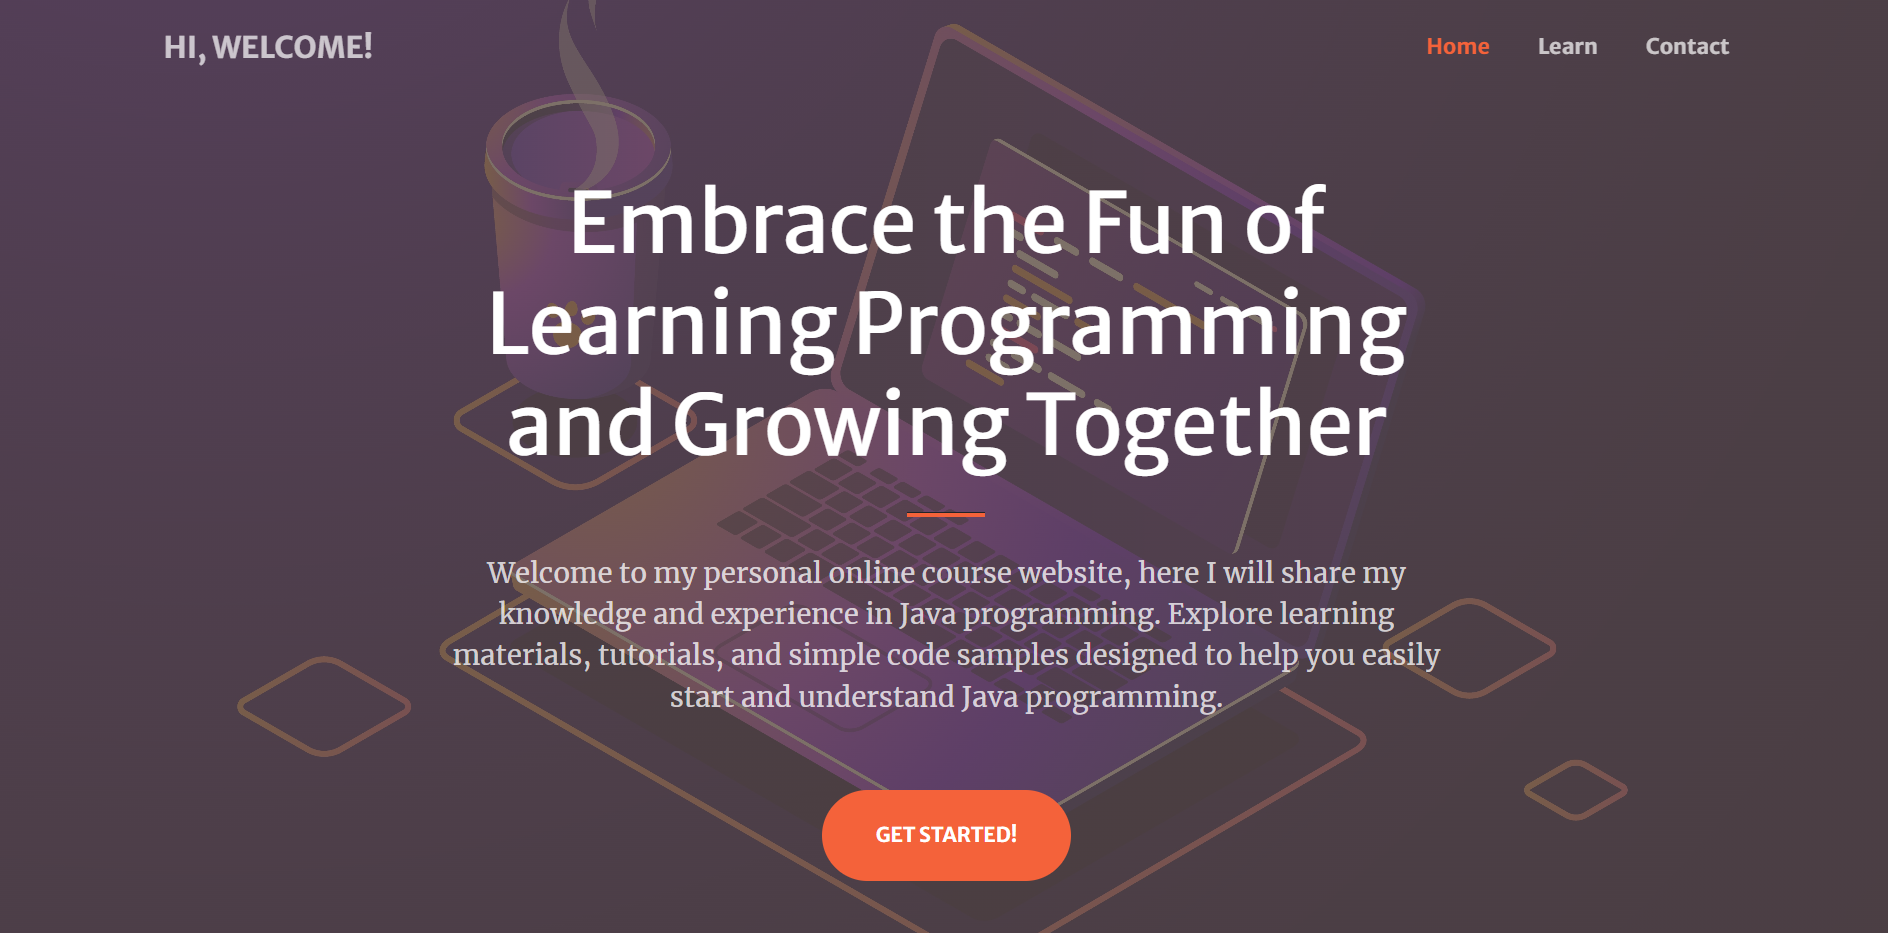 HI, WELCOME!
Home
Learn
Contact
Embrace the Fun of
Learning Programming
and Growing Together
Welcome to my personal online course website, here I will share my
knowledge and experience in Java programming. Explore learning
materials, tutorials, and simple code samples designed to help you easily
start and understand Java programming.
GET STARTED!